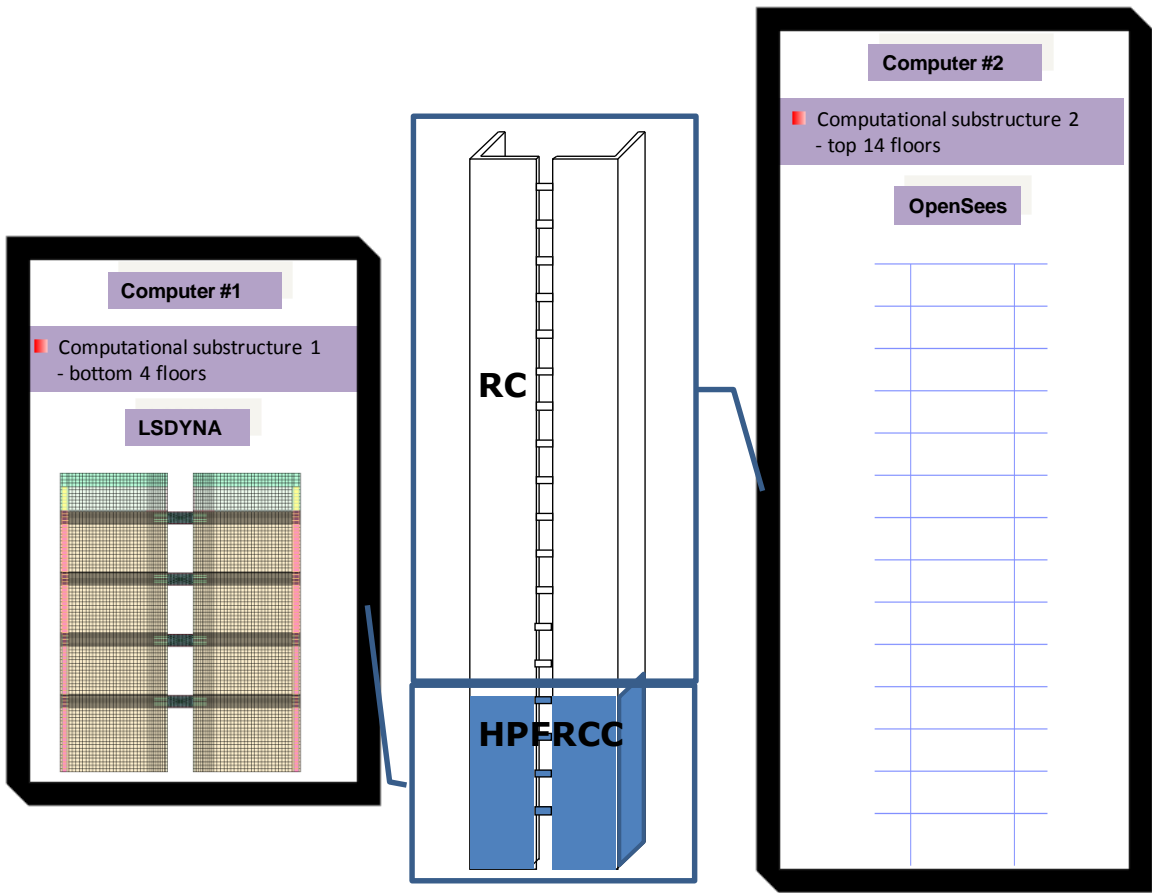 Computer #1
Computational substructure 1
- bottom 4 floors
LSDYNA
RC
HPFRCC
Computer #2
Computational substructure 2
- top 14 floors
OpenSees